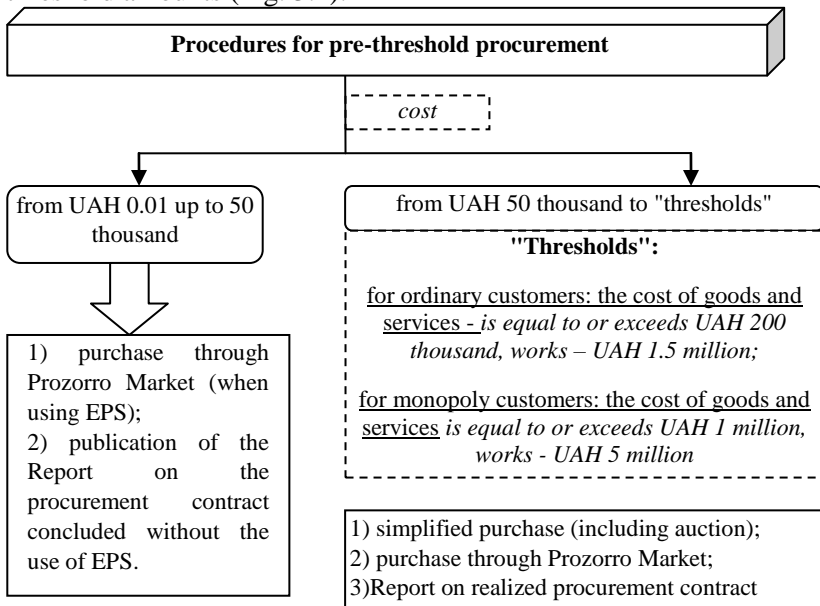 Procedures for pre-threshold procurement
cost
from UAH 0.01 up to 50
thousand
1) purchase through
Prozorro Market (when
using EPS);
2) publication of the
Report on the
procurement contract
concluded without the
use of EPS.
from UAH 50 thousand to "thresholds"
"Thresholds":
for ordinary customers: the cost of goods and
services - is equal to or exceeds UAH 200
thousand, works – UAH 1.5 million;
for monopoly customers: the cost of goods and
services is equal to or exceeds UAH 1 million,
works - UAH 5 million
1) simplified purchase (including auction);
2) purchase through Prozorro Market;
3)Report on realized procurement contract